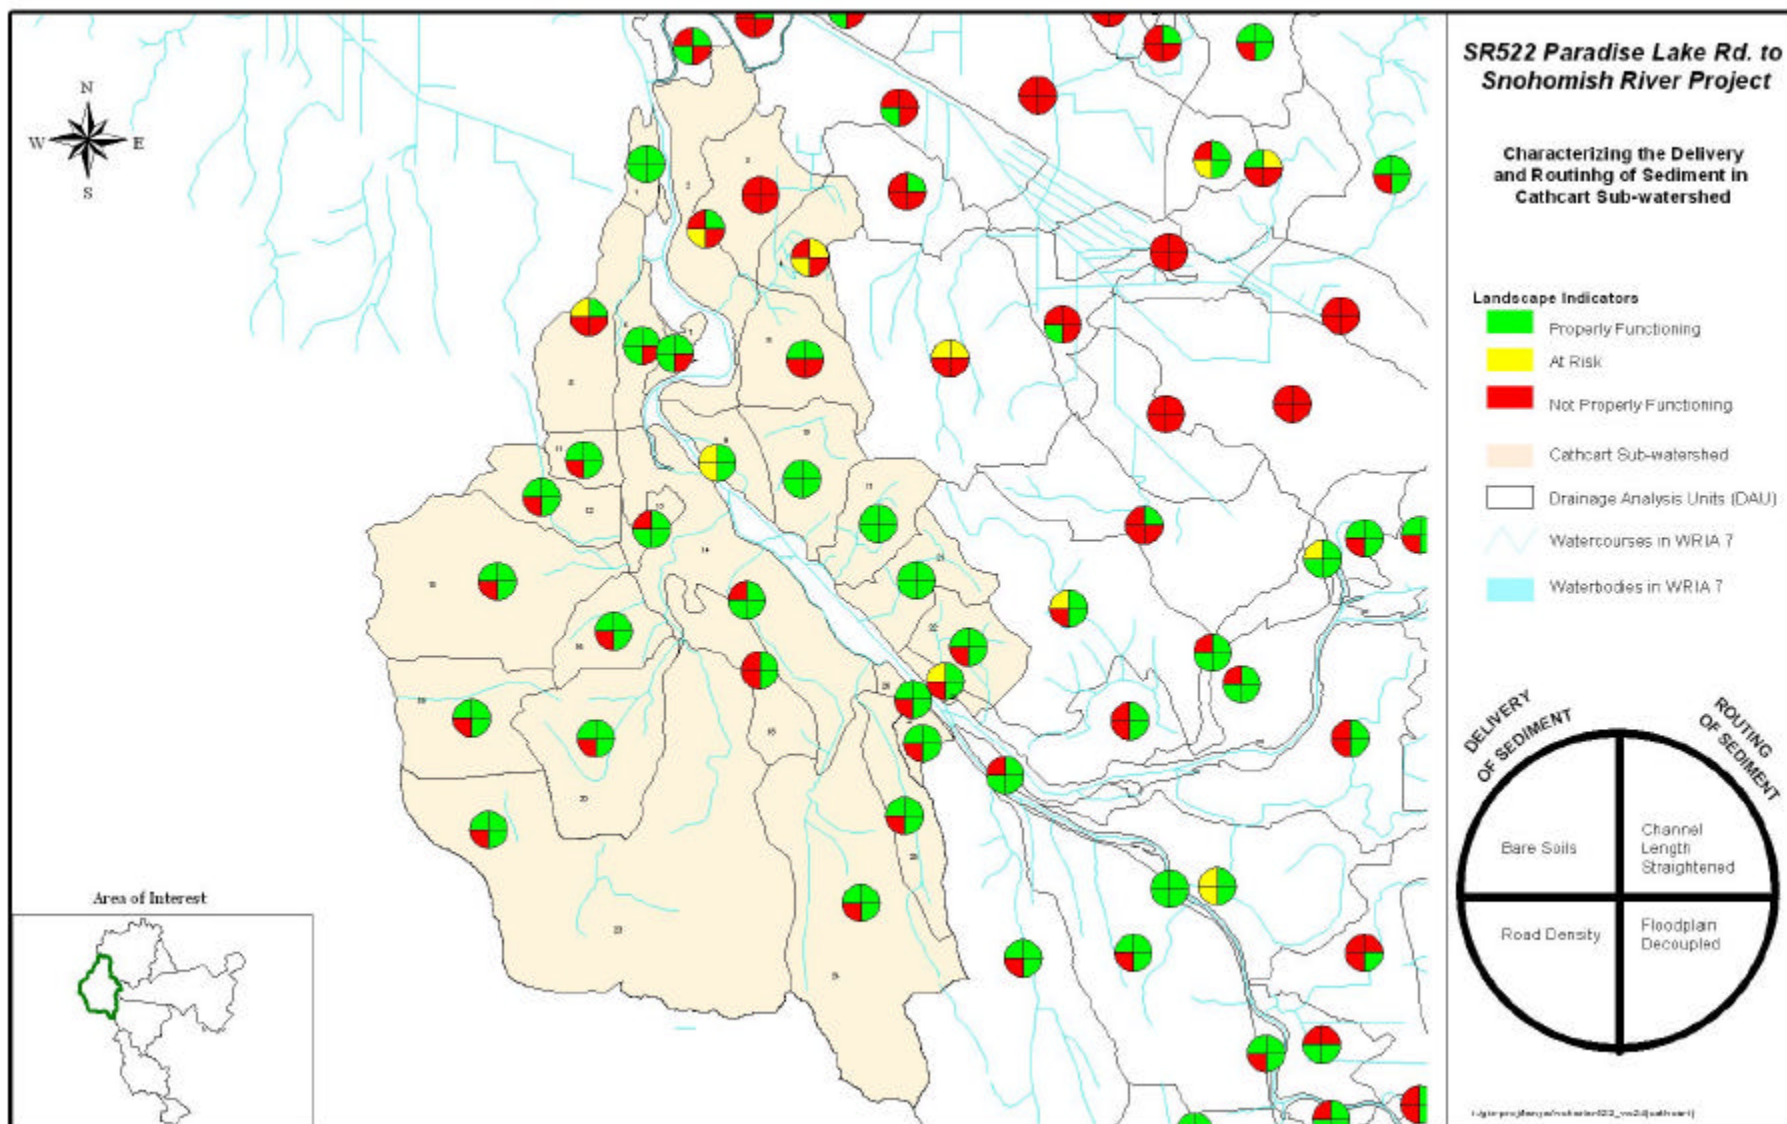 SR522 Paradise Lake Rd. to
Snohomish River Project
Characterizing the Delivery
and Routinhg of Sediment in
Cathcart Sub-watershed
N
W
E
S
Landscape Indicators
Properly Functioning
At Risk
Not Properly Functioning
Cathcart Sub-watershed
Drainage Analysis Units (DAU)
Watercourses in WRIA 7
Waterbodies in WRIA 7
DELIVERY
OF SEDIMENT
ROUTING
OF SEDIMENT
Bare Soils
Channel
Length
Straightened
Road Density
Floodplain
Decoupled
Area of Interest